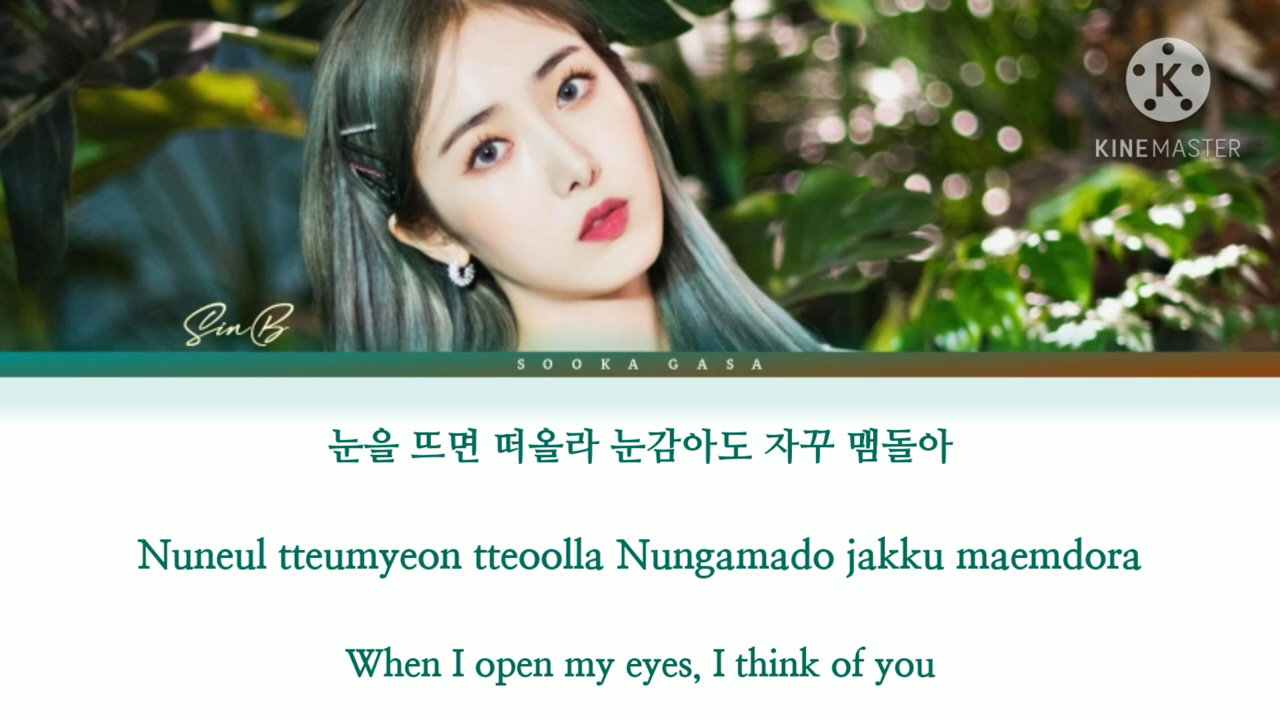 K
KINEMASTER
SinB
SOOKA GASA
눈을 뜨면 떠올라 눈감아도 자꾸 맴돌아
Nuneul tteumyeon tteoolla Nungamado jakku maemdora
When I open my eyes, I think of you